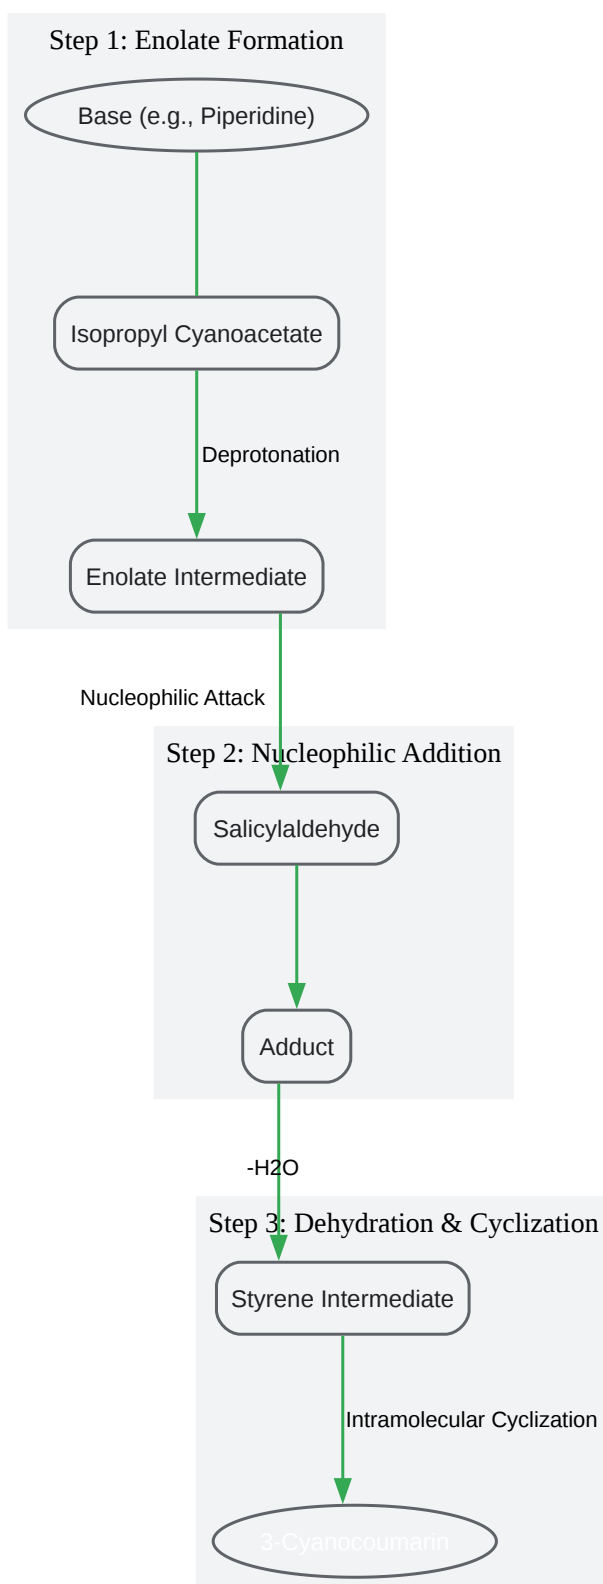 Step 1: Enolate Formation
Base (e.g., Piperidine)
Isopropyl Cyanoacetate
Deprotonation
Enolate Intermediate
Nucleophilic Attack
Step 2: Nucleophilic Addition
Salicylaldehyde
Adduct
-H2O
Step 3: Dehydration & Cyclization
Styrene Intermediate
Intramolecular Cyclization
3-Cyanocoumarin